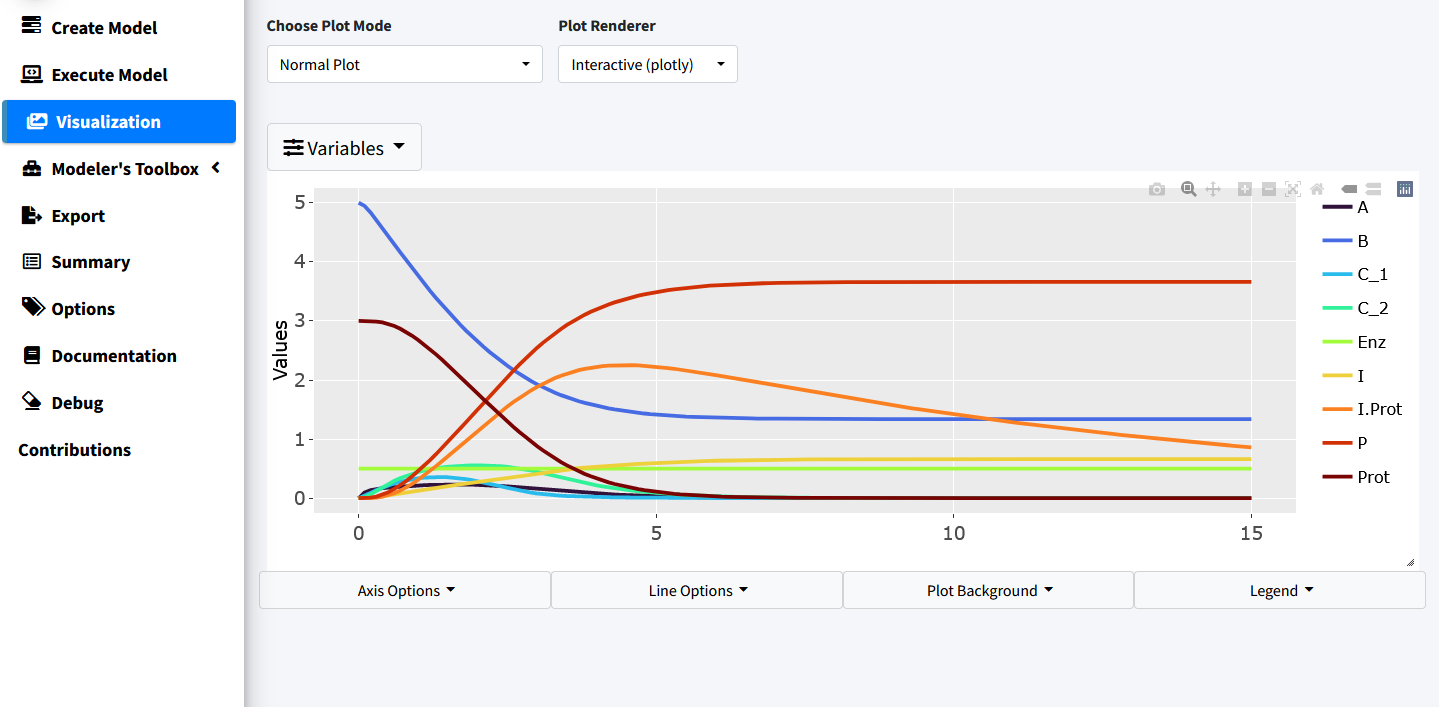 Create Model
Execute Model
Visualization
Modeler's Toolbox
Export
Summary
Options
Documentation
Debug
Contributions
Choose Plot Mode
Plot Renderer
Normal Plot
Interactive (plotly)
Variables
Values
5
4
3
2
1
0
0
5
10
15
A
B
C_1
C_2
Enz
I
I.Prot
P
Prot
Axis Options
Line Options
Plot Background
Legend